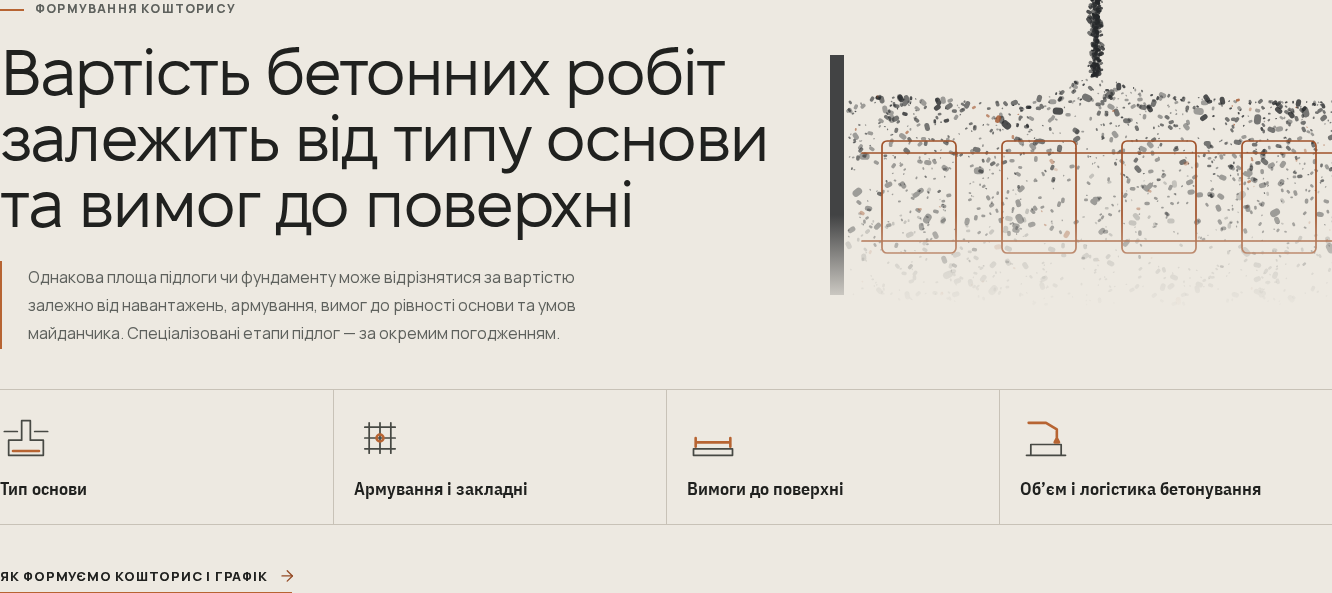 ФОРМУВАННЯ КОШТОРИСУ
Вартість бетонних робіт
залежить від типу основи
та вимог до поверхні
Однакова площа підлоги чи фундаменту може відрізнятися за вартістю
залежно від навантажень, армування, вимог до рівності основи та умов
майданчика. Спеціалізовані етапи підлог — за окремим погодженням.
Тип основи
Армування і закладні
Вимоги до поверхні
Об’єм і логістика бетонування
ЯК ФОРМУЄМО КОШТОРИС І ГРАФІК